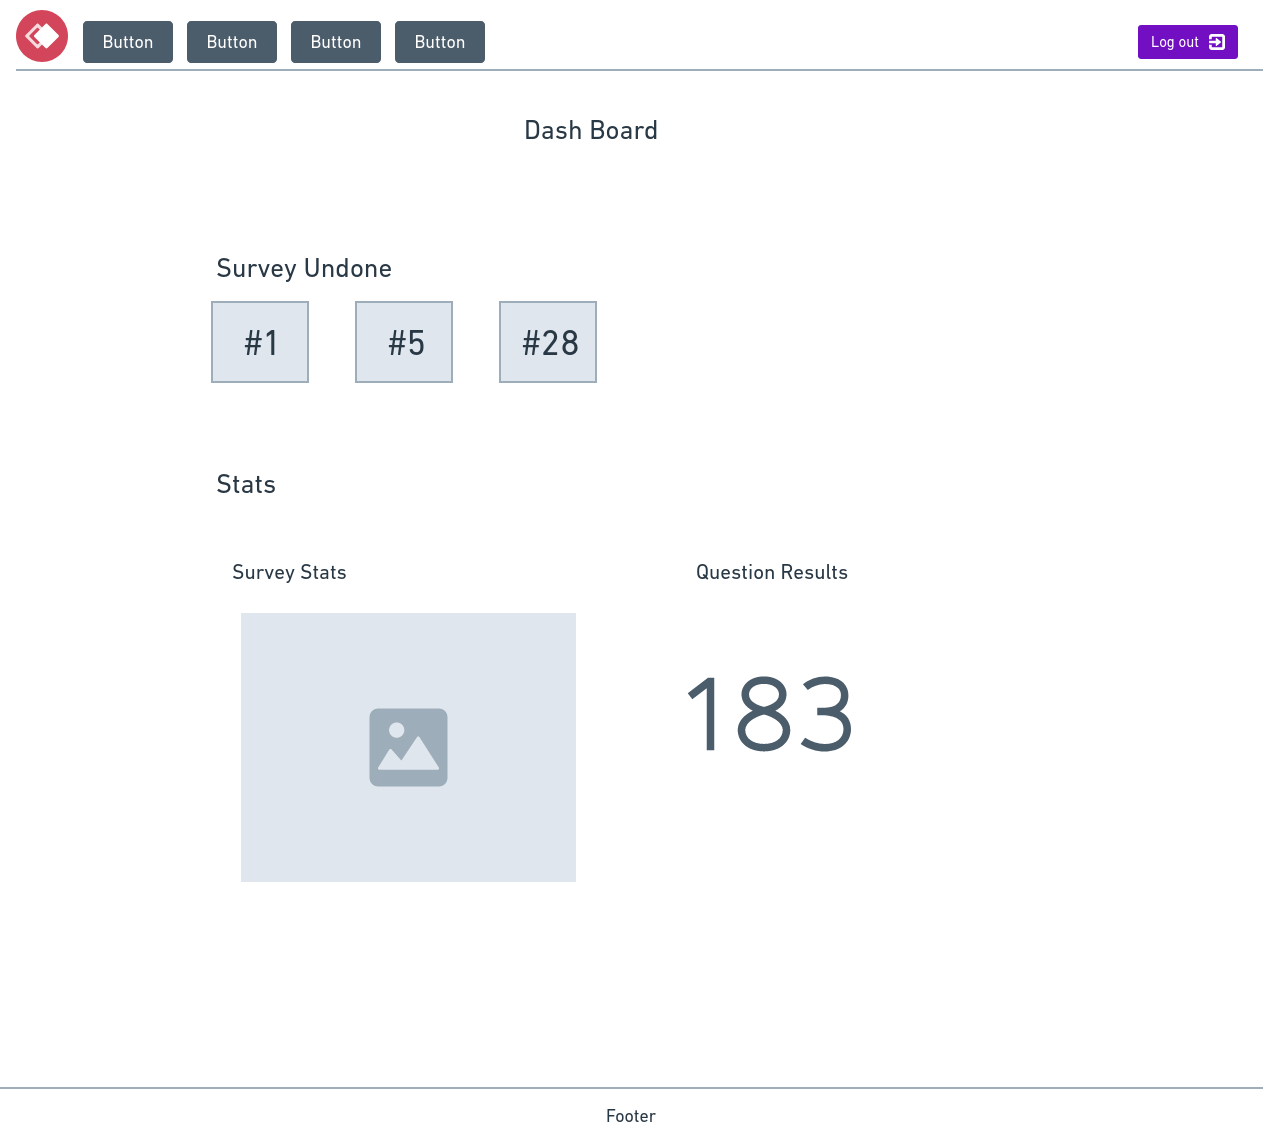 Button Button Button Button Log out
Dash Board
Survey Undone
#1 #5 #28
Stats
Survey Stats Question Results
183
Footer